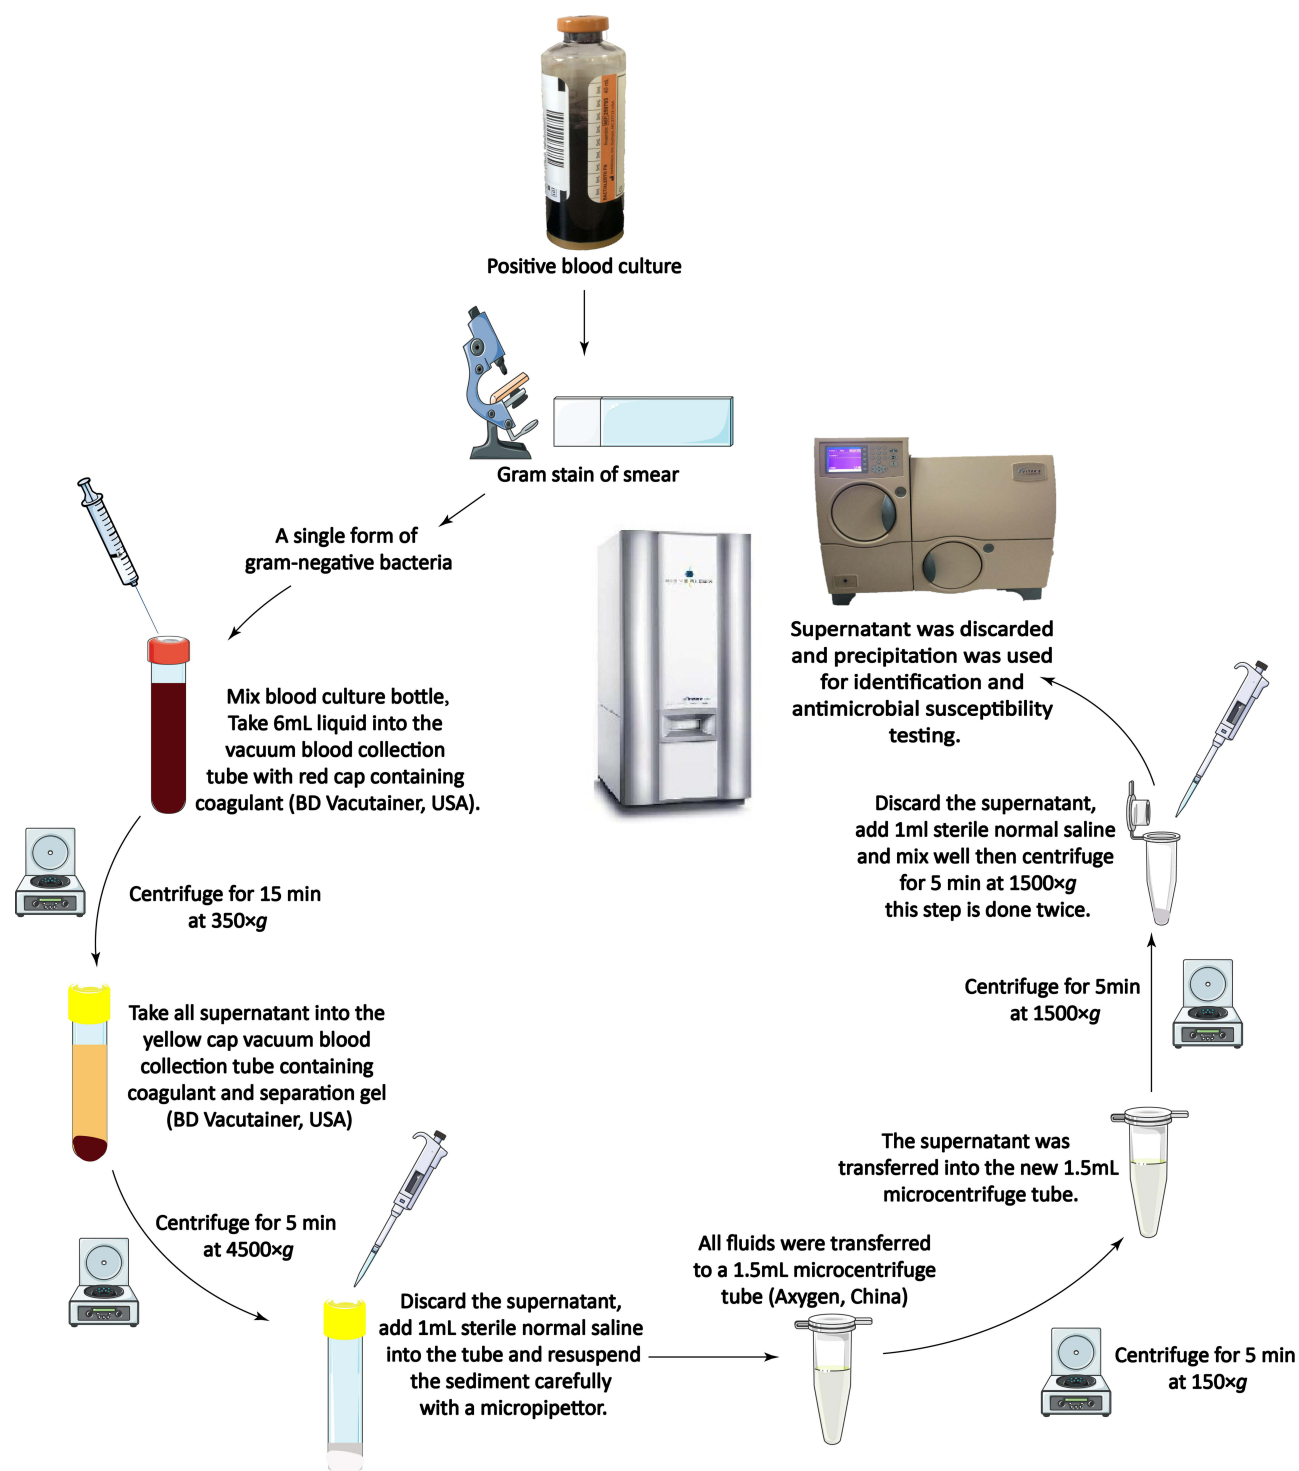 Positive blood culture
Gram stain of smear
A single form of
gram-negative bacteria
Mix blood culture bottle,
Take 6mL liquid into the
vacuum blood collection
tube with red cap containing
coagulant (BD Vacutainer, USA).
Centrifuge for 15 min
at 350×g
Take all supernatant into the
yellow cap vacuum blood
collection tube containing
coagulant and separation gel
(BD Vacutainer, USA)
Centrifuge for 5 min
at 4500×g
Discard the supernatant,
add 1mL sterile normal saline
into the tube and resuspend
the sediment carefully
with a micropipettor.
All fluids were transferred
to a 1.5mL microcentrifuge
tube (Axygen, China)
Centrifuge for 5 min
at 150×g
The supernatant was
transferred into the new 1.5mL
microcentrifuge tube.
Centrifuge for 5min
at 1500×g
Discard the supernatant,
add 1ml sterile normal saline
and mix well then centrifuge
for 5 min at 1500×g
this step is done twice.
Supernatant was discarded
and precipitation was used
for identification and
antimicrobial susceptibility
testing.